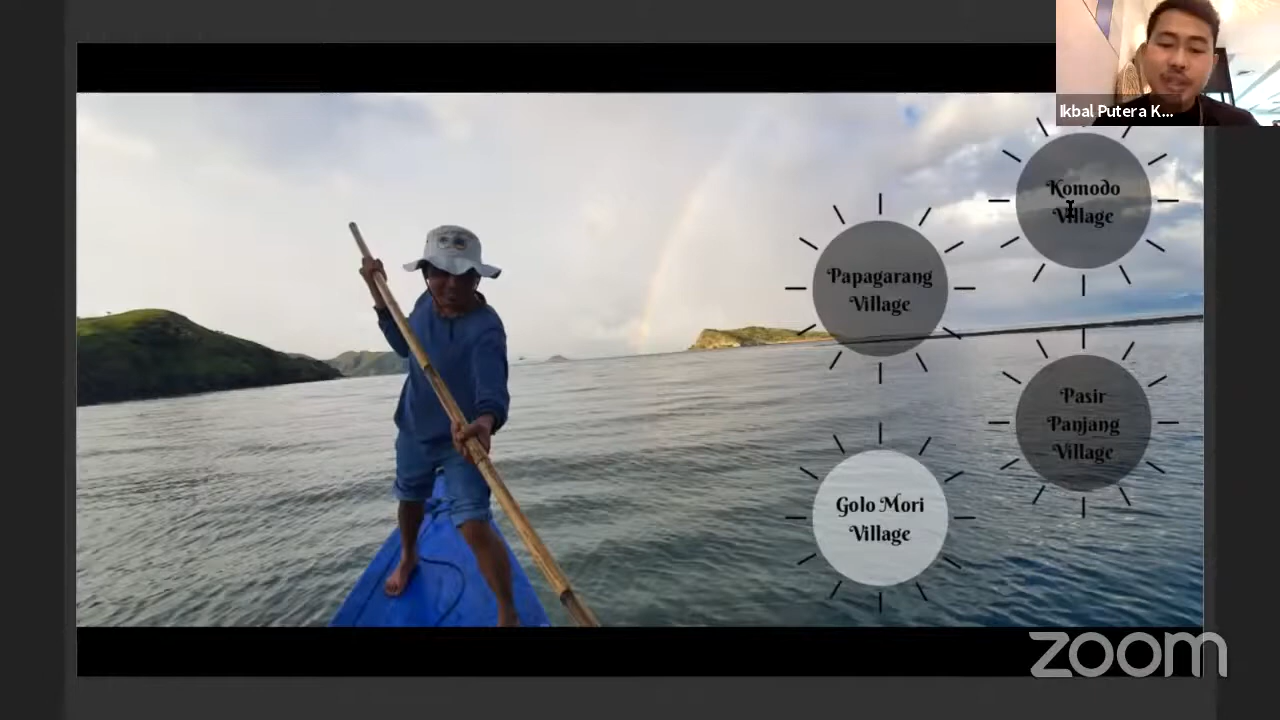 Ikbal Putera K...
Komodo
Village
Papagarang
Village
Pasir
Panjang
Village
Golo Mori
Village
zoom